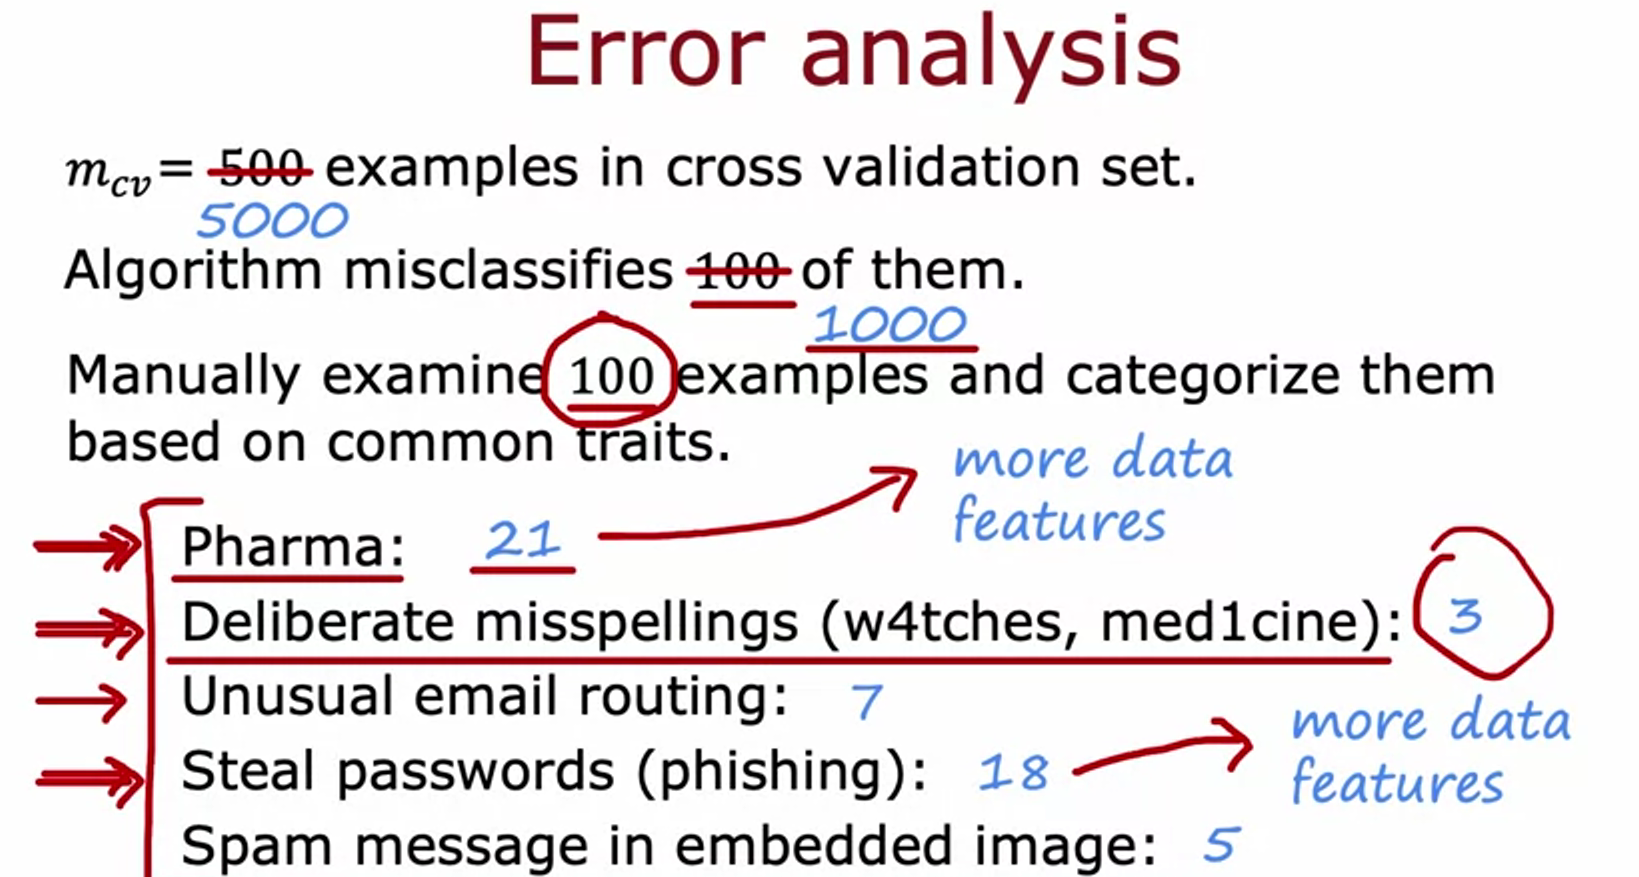 Error analysis
m_cv = 500 examples in cross validation set.
5000
Algorithm misclassifies 100 of them.
1000
Manually examine 100 examples and categorize them
based on common traits.
more data
features
Pharma: 21
Deliberate misspellings (w4tches, med1cine): 3
Unusual email routing: 7
more data
features
Steal passwords (phishing): 18
Spam message in embedded image: 5